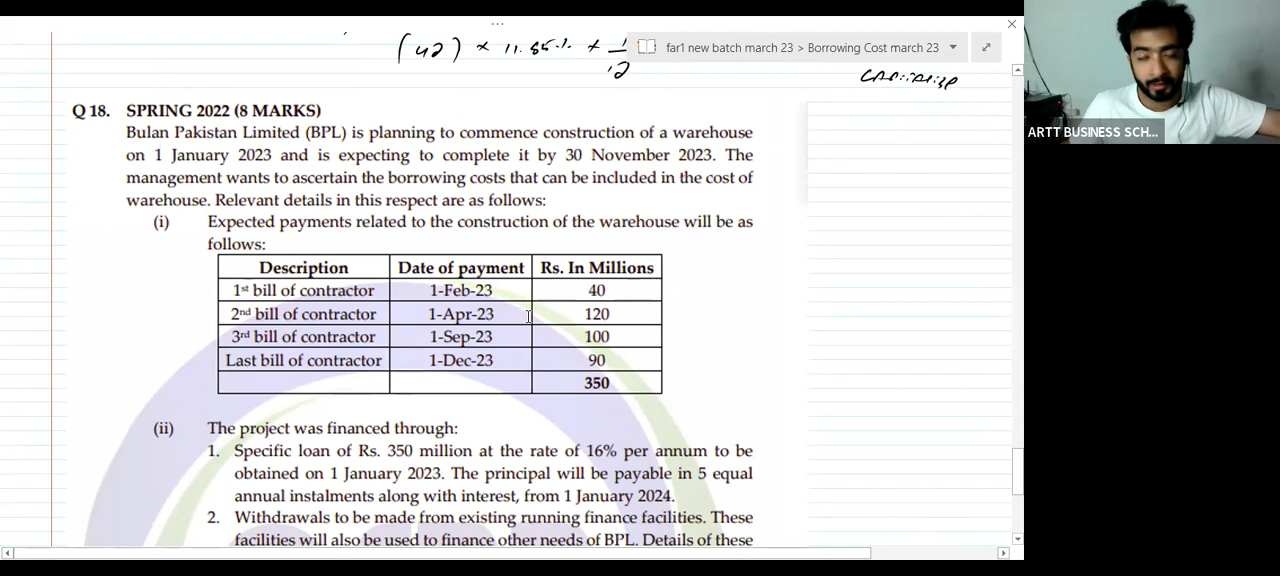 (42) × 11.85% × 1/12
far1 new batch march 23 > Borrowing Cost march 23
ARTT BUSINESS SCH...
Q 18. SPRING 2022 (8 MARKS)
Bulan Pakistan Limited (BPL) is planning to commence construction of a warehouse
on 1 January 2023 and is expecting to complete it by 30 November 2023. The
management wants to ascertain the borrowing costs that can be included in the cost of
warehouse. Relevant details in this respect are as follows:
(i) Expected payments related to the construction of the warehouse will be as
follows:
Description Date of payment Rs. In Millions
1st bill of contractor 1-Feb-23 40
2nd bill of contractor 1-Apr-23 120
3rd bill of contractor 1-Sep-23 100
Last bill of contractor 1-Dec-23 90
350
(ii) The project was financed through:
1. Specific loan of Rs. 350 million at the rate of 16% per annum to be
obtained on 1 January 2023. The principal will be payable in 5 equal
annual instalments along with interest, from 1 January 2024.
2. Withdrawals to be made from existing running finance facilities. These
facilities will also be used to finance other needs of BPL. Details of these